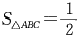 S△ABC = 1/2